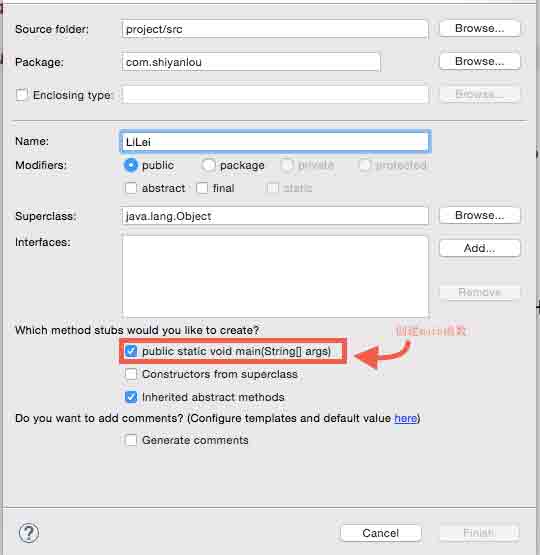 Source folder: project/src Browse...
Package: com.shiyanlou Browse...
Enclosing type: Browse...
Name: LiLei
Modifiers: public package private protected
abstract final static
Superclass: java.lang.Object Browse...
Interfaces: Add...
Remove
Which method stubs would you like to create?
public static void main(String[] args) 创建main函数
Constructors from superclass
Inherited abstract methods
Do you want to add comments? (Configure templates and default value here)
Generate comments
? Cancel Finish